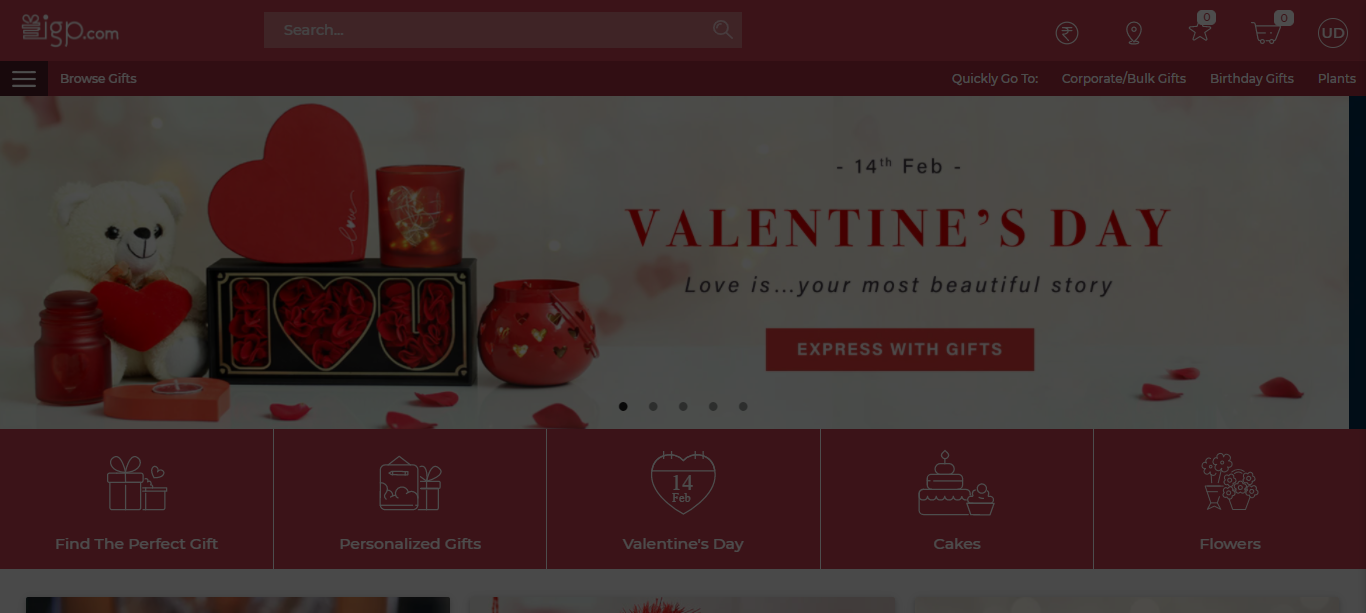 igp.com
Search...
0
0
UD
Browse Gifts
Quickly Go To:
Corporate/Bulk Gifts
Birthday Gifts
Plants
- 14th Feb -
VALENTINE'S DAY
Love is...your most beautiful story
EXPRESS WITH GIFTS
love
I U
14
Feb
Find The Perfect Gift
Personalized Gifts
Valentine's Day
Cakes
Flowers